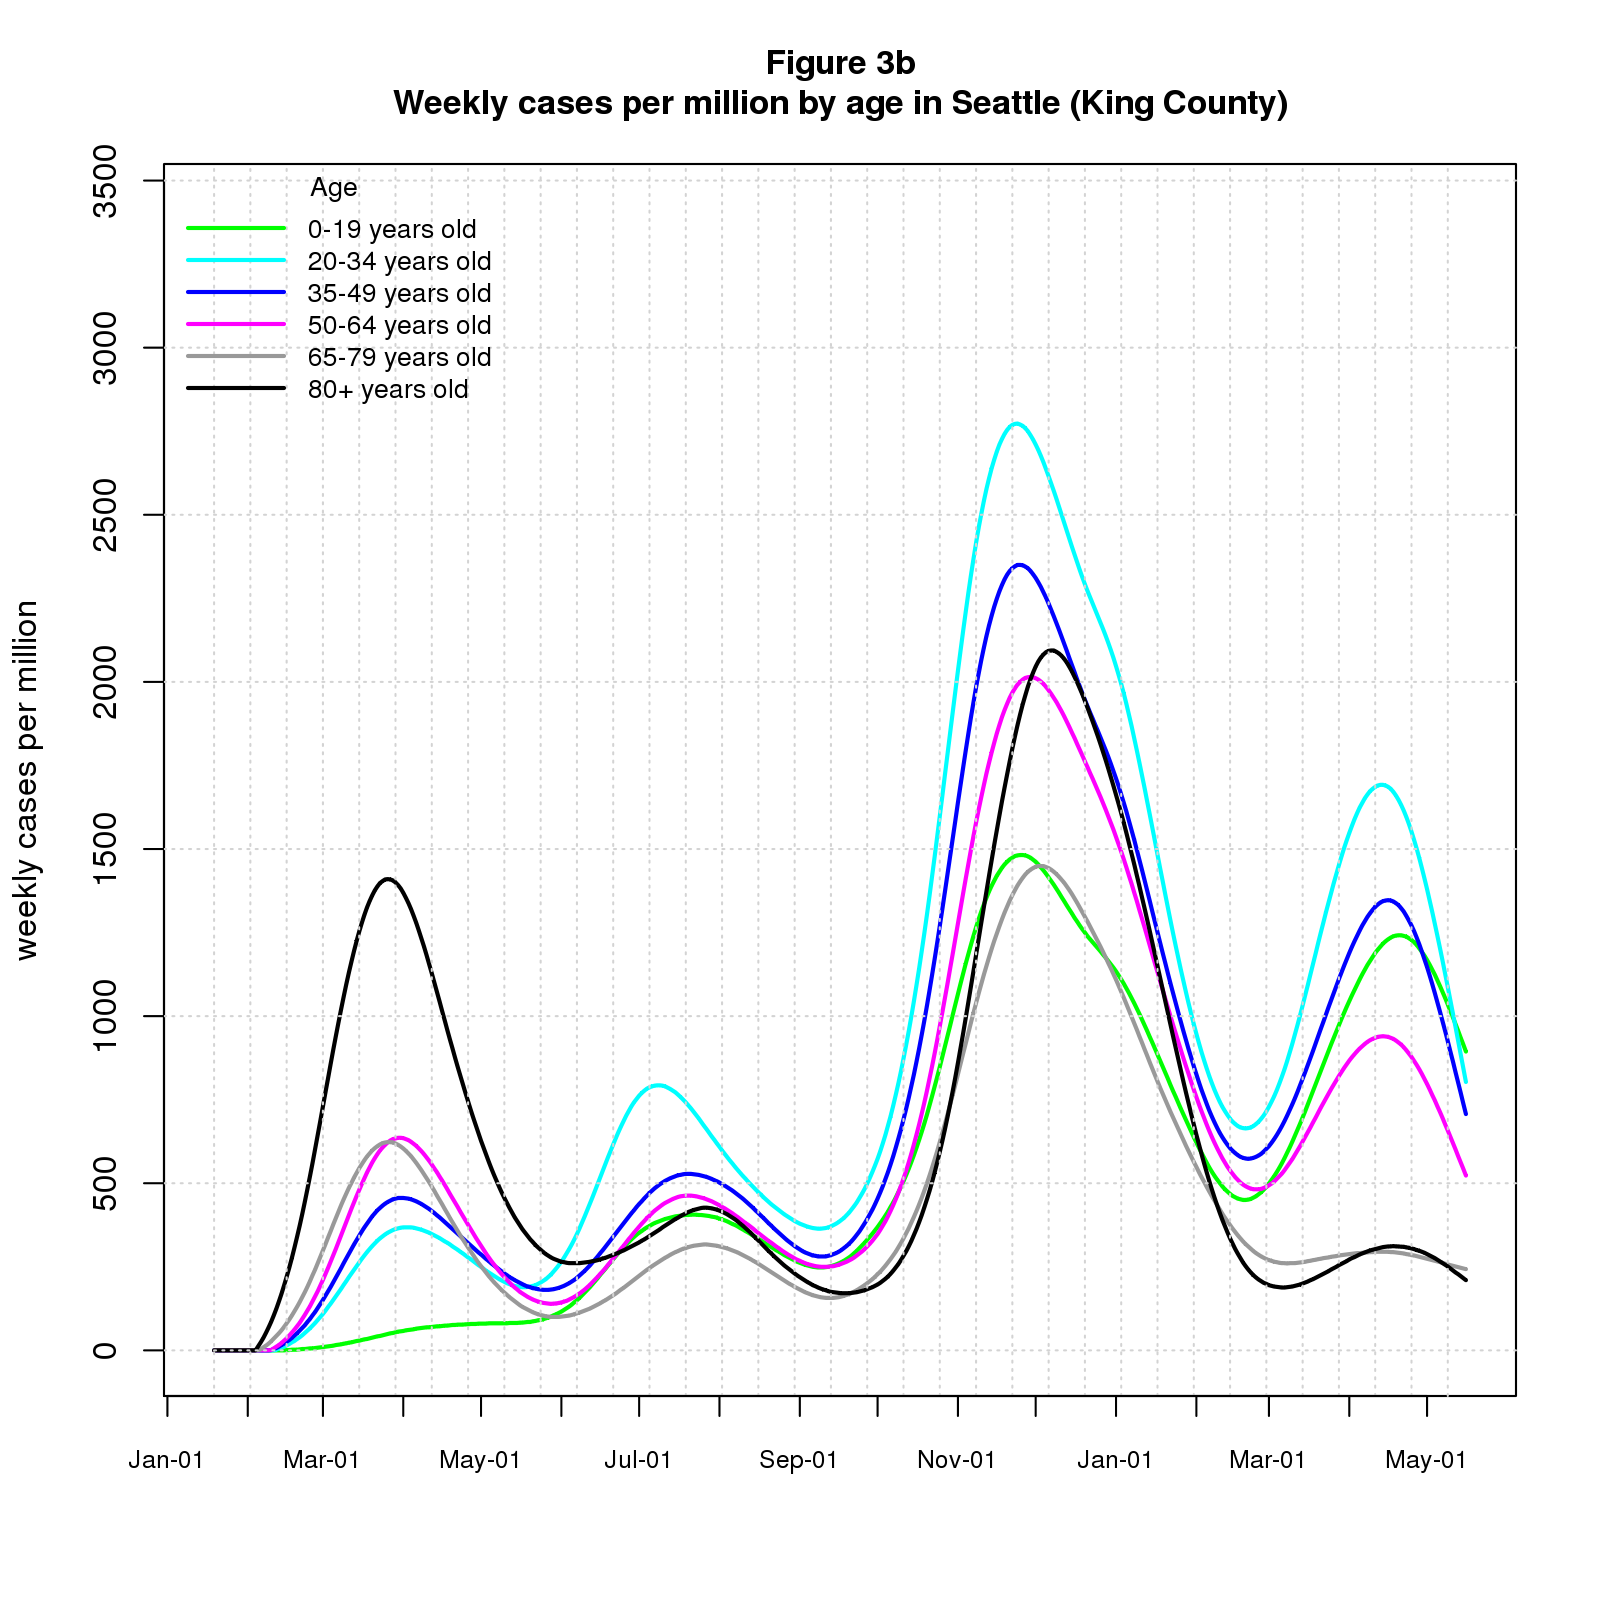 Figure 3b
Weekly cases per million by age in Seattle (King County)
3500
3000
2500
2000
1500
1000
500
0
weekly cases per million
Age
0-19 years old
20-34 years old
35-49 years old
50-64 years old
65-79 years old
80+ years old
Jan-01
Mar-01
May-01
Jul-01
Sep-01
Nov-01
Jan-01
Mar-01
May-01